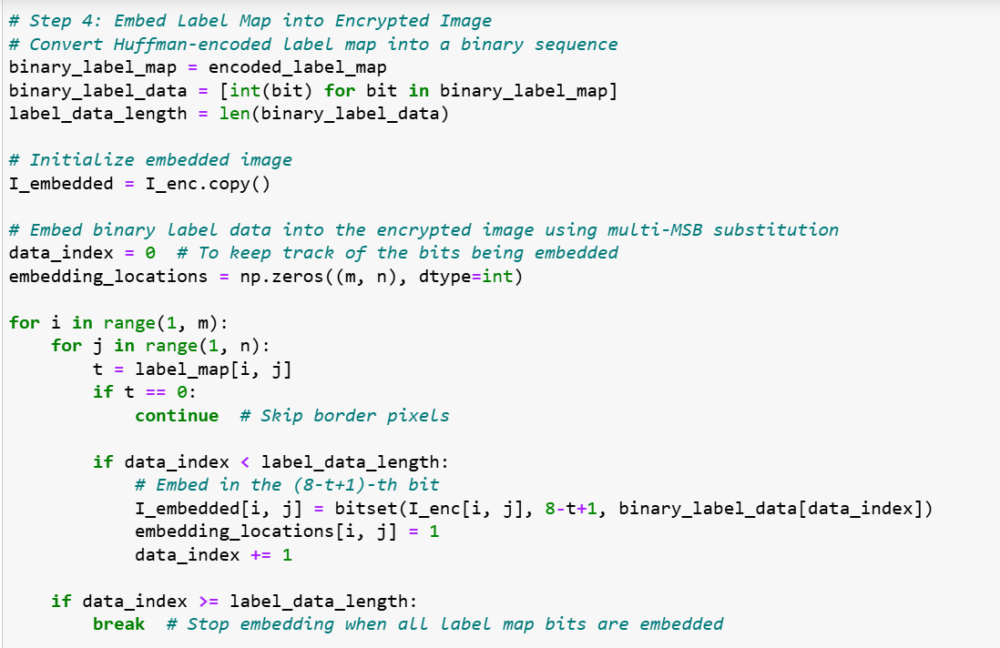 # Step 4: Embed Label Map into Encrypted Image
# Convert Huffman-encoded label map into a binary sequence
binary_label_map = encoded_label_map
binary_label_data = [int(bit) for bit in binary_label_map]
label_data_length = len(binary_label_data)

# Initialize embedded image
I_embedded = I_enc.copy()

# Embed binary label data into the encrypted image using multi-MSB substitution
data_index = 0  # To keep track of the bits being embedded
embedding_locations = np.zeros((m, n), dtype=int)

for i in range(1, m):
    for j in range(1, n):
        t = label_map[i, j]
        if t == 0:
            continue  # Skip border pixels

        if data_index < label_data_length:
            # Embed in the (8-t+1)-th bit
            I_embedded[i, j] = bitset(I_enc[i, j], 8-t+1, binary_label_data[data_index])
            embedding_locations[i, j] = 1
            data_index += 1

    if data_index >= label_data_length:
        break  # Stop embedding when all label map bits are embedded